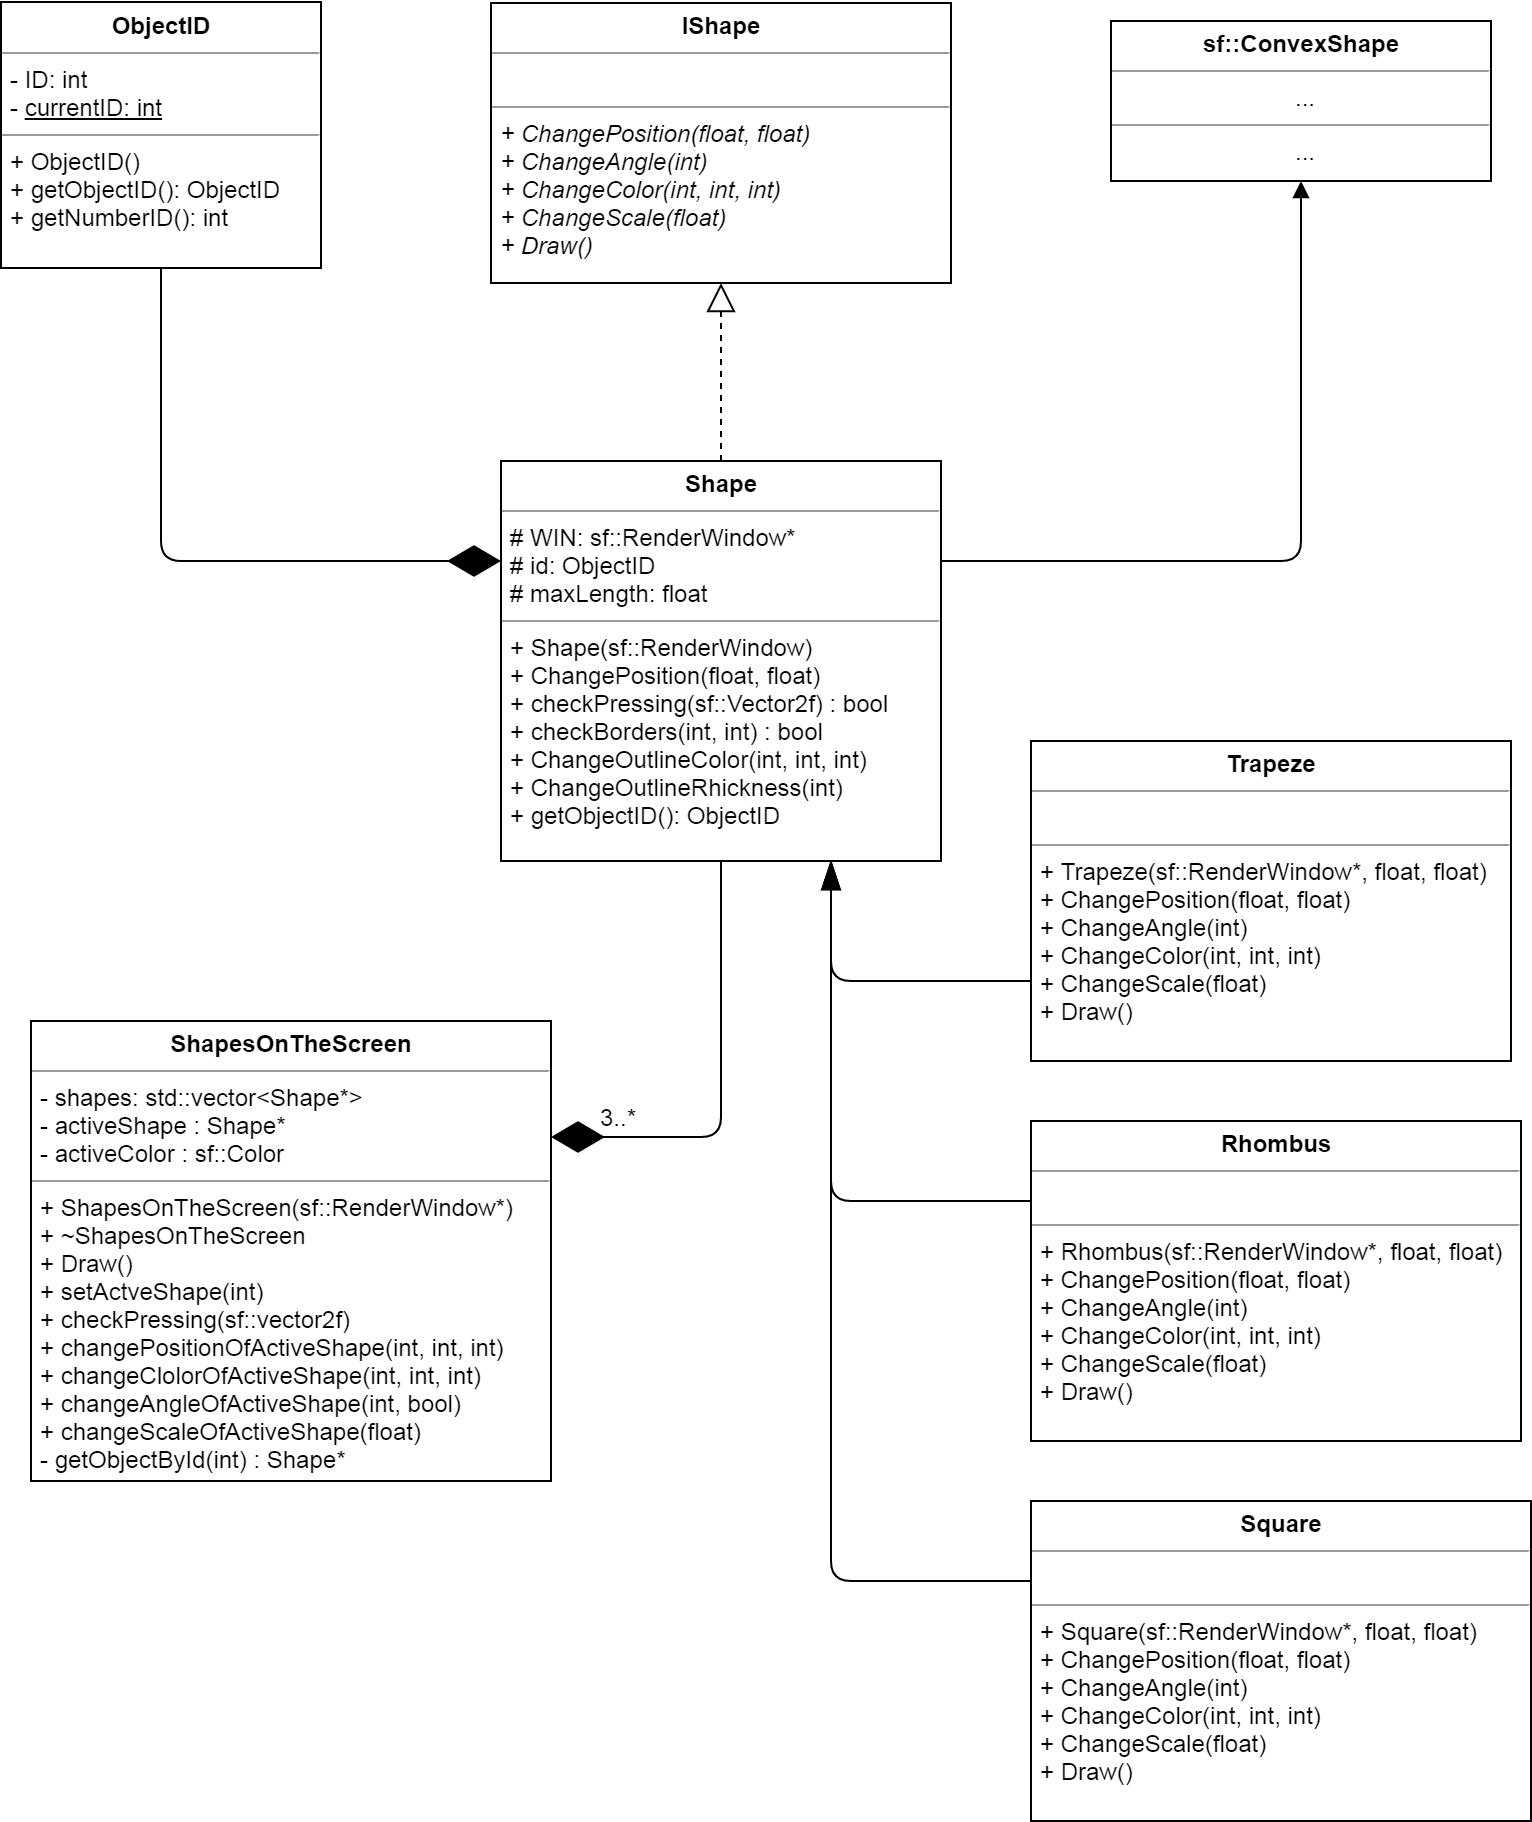 ObjectID
- ID: int
- currentID: int
+ ObjectID()
+ getObjectID(): ObjectID
+ getNumberID(): int
IShape
+ ChangePosition(float, float)
+ ChangeAngle(int)
+ ChangeColor(int, int, int)
+ ChangeScale(float)
+ Draw()
sf::ConvexShape
...
...
Shape
# WIN: sf::RenderWindow*
# id: ObjectID
# maxLength: float
+ Shape(sf::RenderWindow)
+ ChangePosition(float, float)
+ checkPressing(sf::Vector2f) : bool
+ checkBorders(int, int) : bool
+ ChangeOutlineColor(int, int, int)
+ ChangeOutlineRhickness(int)
+ getObjectID(): ObjectID
Trapeze
+ Trapeze(sf::RenderWindow*, float, float)
+ ChangePosition(float, float)
+ ChangeAngle(int)
+ ChangeColor(int, int, int)
+ ChangeScale(float)
+ Draw()
ShapesOnTheScreen
- shapes: std::vector<Shape*>
- activeShape : Shape*
- activeColor : sf::Color
+ ShapesOnTheScreen(sf::RenderWindow*)
+ ~ShapesOnTheScreen
+ Draw()
+ setActveShape(int)
+ checkPressing(sf::vector2f)
+ changePositionOfActiveShape(int, int, int)
+ changeClolorOfActiveShape(int, int, int)
+ changeAngleOfActiveShape(int, bool)
+ changeScaleOfActiveShape(float)
- getObjectById(int) : Shape*
3..*
Rhombus
+ Rhombus(sf::RenderWindow*, float, float)
+ ChangePosition(float, float)
+ ChangeAngle(int)
+ ChangeColor(int, int, int)
+ ChangeScale(float)
+ Draw()
Square
+ Square(sf::RenderWindow*, float, float)
+ ChangePosition(float, float)
+ ChangeAngle(int)
+ ChangeColor(int, int, int)
+ ChangeScale(float)
+ Draw()